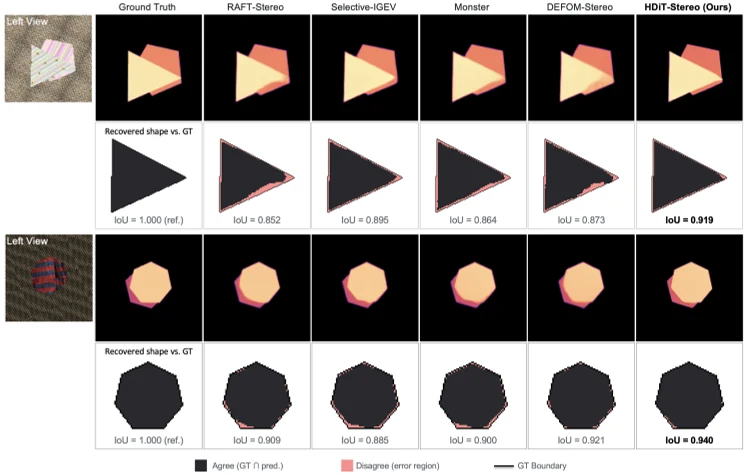 Ground Truth RAFT-Stereo Selective-IGEV Monster DEFOM-Stereo HDiT-Stereo (Ours)
Left View
Recovered shape vs. GT
IoU = 1.000 (ref.) IoU = 0.852 IoU = 0.895 IoU = 0.864 IoU = 0.873 IoU = 0.919
Left View
Recovered shape vs. GT
IoU = 1.000 (ref.) IoU = 0.909 IoU = 0.885 IoU = 0.900 IoU = 0.921 IoU = 0.940
Agree (GT ∩ pred.) Disagree (error region) GT Boundary